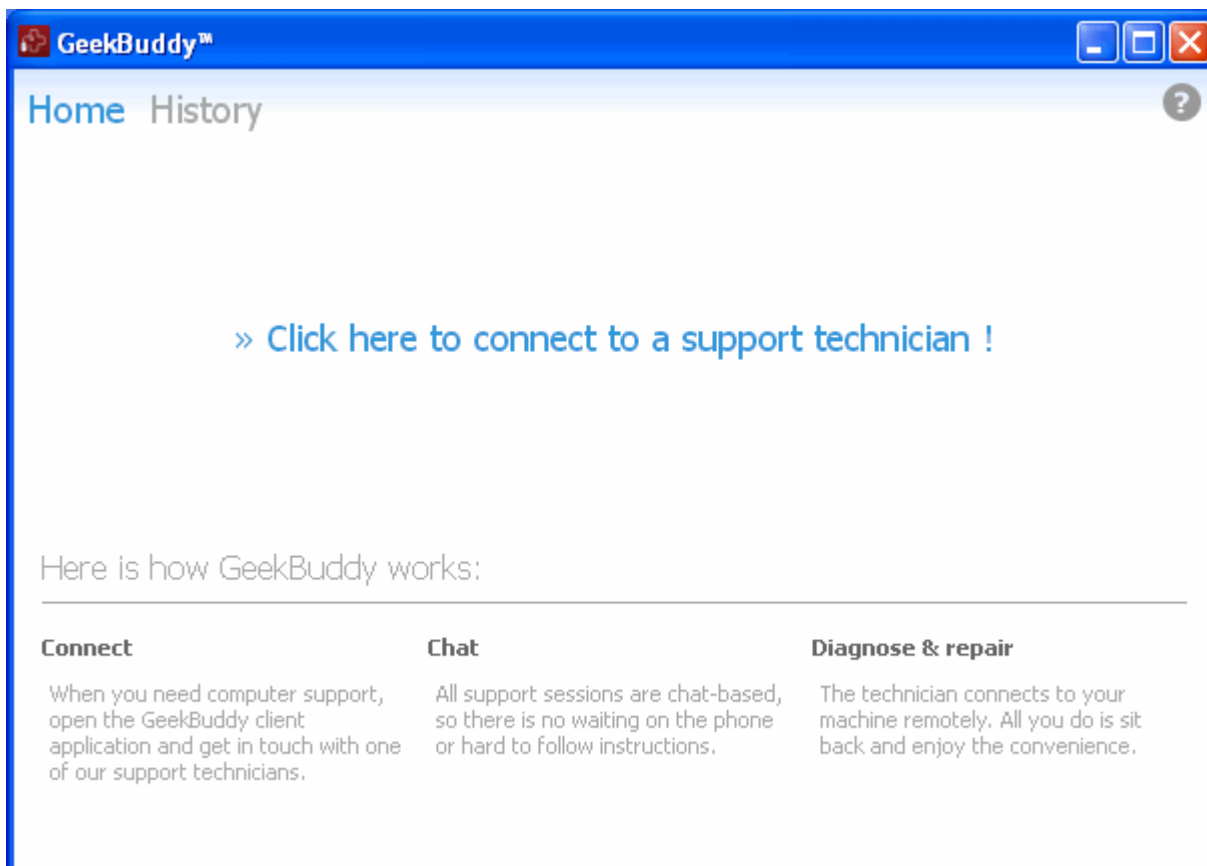 GeekBuddy™
Home History
?
» Click here to connect to a support technician !
Here is how GeekBuddy works:
Connect
When you need computer support,
open the GeekBuddy client
application and get in touch with one
of our support technicians.
Chat
All support sessions are chat-based,
so there is no waiting on the phone
or hard to follow instructions.
Diagnose & repair
The technician connects to your
machine remotely. All you do is sit
back and enjoy the convenience.